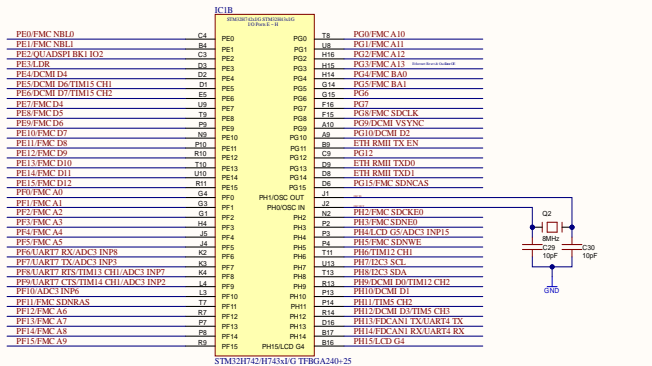 IC1B
STM32H742xI/G STM32H743xI/G
I/O Ports E - H
PE0/FMC NBL0 C4 PE0 PG0 T8 PG0/FMC A10
PE1/FMC NBL1 B4 PE1 PG1 U8 PG1/FMC A11
PE2/QUADSPI BK1 IO2 C3 PE2 PG2 H16 PG2/FMC A12
PE3/LDR D3 PE3 PG3 H15 PG3/FMC A13
PE4/DCMI D4 D2 PE4 PG4 H14 PG4/FMC BA0
PE5/DCMI D6/TIM15 CH1 D1 PE5 PG5 G14 PG5/FMC BA1
PE6/DCMI D7/TIM15 CH2 E5 PE6 PG6 G15 PG6
PE7/FMC D4 U9 PE7 PG7 F16 PG7
PE8/FMC D5 T9 PE8 PG8 F15 PG8/FMC SDCLK
PE9/FMC D6 P9 PE9 PG9 A10 PG9/DCMI VSYNC
PE10/FMC D7 N9 PE10 PG10 A9 PG10/DCMI D2
PE11/FMC D8 P10 PE11 PG11 B9 ETH RMII TX EN
PE12/FMC D9 R10 PE12 PG12 C9 PG12
PE13/FMC D10 T10 PE13 PG13 D9 ETH RMII TXD0
PE14/FMC D11 U10 PE14 PG14 D8 ETH RMII TXD1
PE15/FMC D12 R11 PE15 PG15 D6 PG15/FMC SDNCAS
PF0/FMC A0 G4 PF0 PH1/OSC OUT J1
PF1/FMC A1 G3 PF1 PH0/OSC IN J2
PF2/FMC A2 G1 PF2 PH2 N2 PH2/FMC SDCKE0
PF3/FMC A3 H4 PF3 PH3 P2 PH3/FMC SDNE0
PF4/FMC A4 J5 PF4 PH4 P3 PH4/LCD G5/ADC3 INP15
PF5/FMC A5 J4 PF5 PH5 P4 PH5/FMC SDNWE
PF6/UART7 RX/ADC3 INP8 K2 PF6 PH6 T11 PH6/TIM12 CH1
PF7/UART7 TX/ADC3 INP3 K3 PF7 PH7 U13 PH7/I2C3 SCL
PF8/UART7 RTS/TIM13 CH1/ADC3 INP7 K4 PF8 PH8 T13 PH8/I2C3 SDA
PF9/UART7 CTS/TIM14 CH1/ADC3 INP2 L4 PF9 PH9 R13 PH9/DCMI D0/TIM12 CH2
PF10/ADC3 INP6 L3 PF10 PH10 P13 PH10/DCMI D1
PF11/FMC SDNRAS T7 PF11 PH11 P14 PH11/TIM5 CH2
PF12/FMC A6 R7 PF12 PH12 R14 PH12/DCMI D3/TIM5 CH3
PF13/FMC A7 P7 PF13 PH13 D16 PH13/FDCAN1 TX/UART4 TX
PF14/FMC A8 P8 PF14 PH14 B17 PH14/FDCAN1 RX/UART4 RX
PF15/FMC A9 R9 PF15 PH15/LCD G4 B16 PH15/LCD G4
STM32H742/H743xI/G TFBGA240+25
Q2
8MHz
C29 C30
10pF 10pF
GND